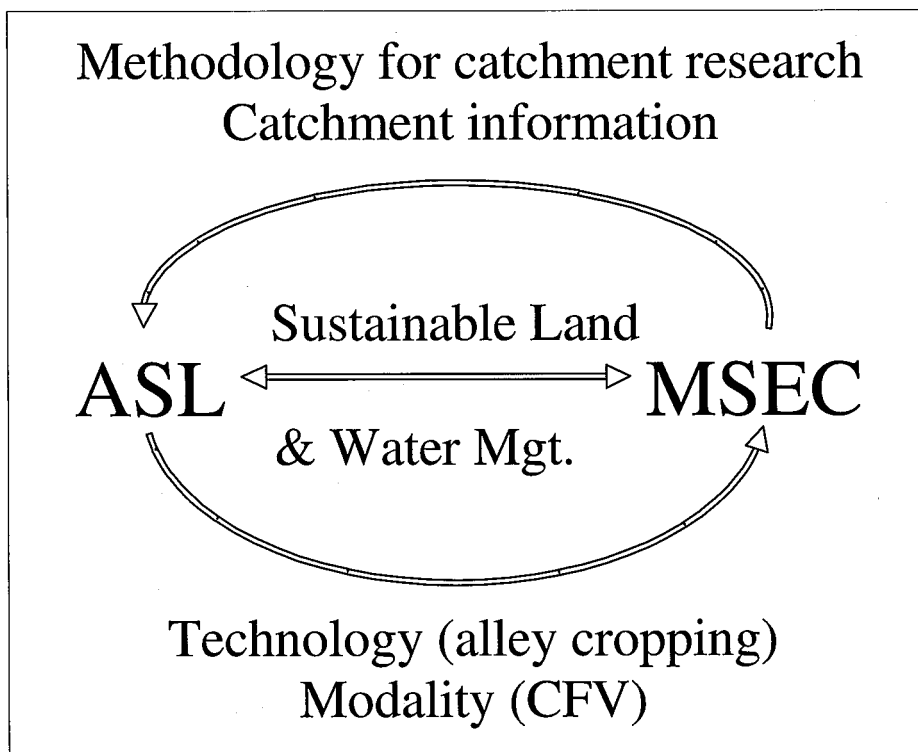 Methodology for catchment research
Catchment information
Sustainable Land
ASL
MSEC
& Water Mgt.
Technology (alley cropping)
Modality (CFV)